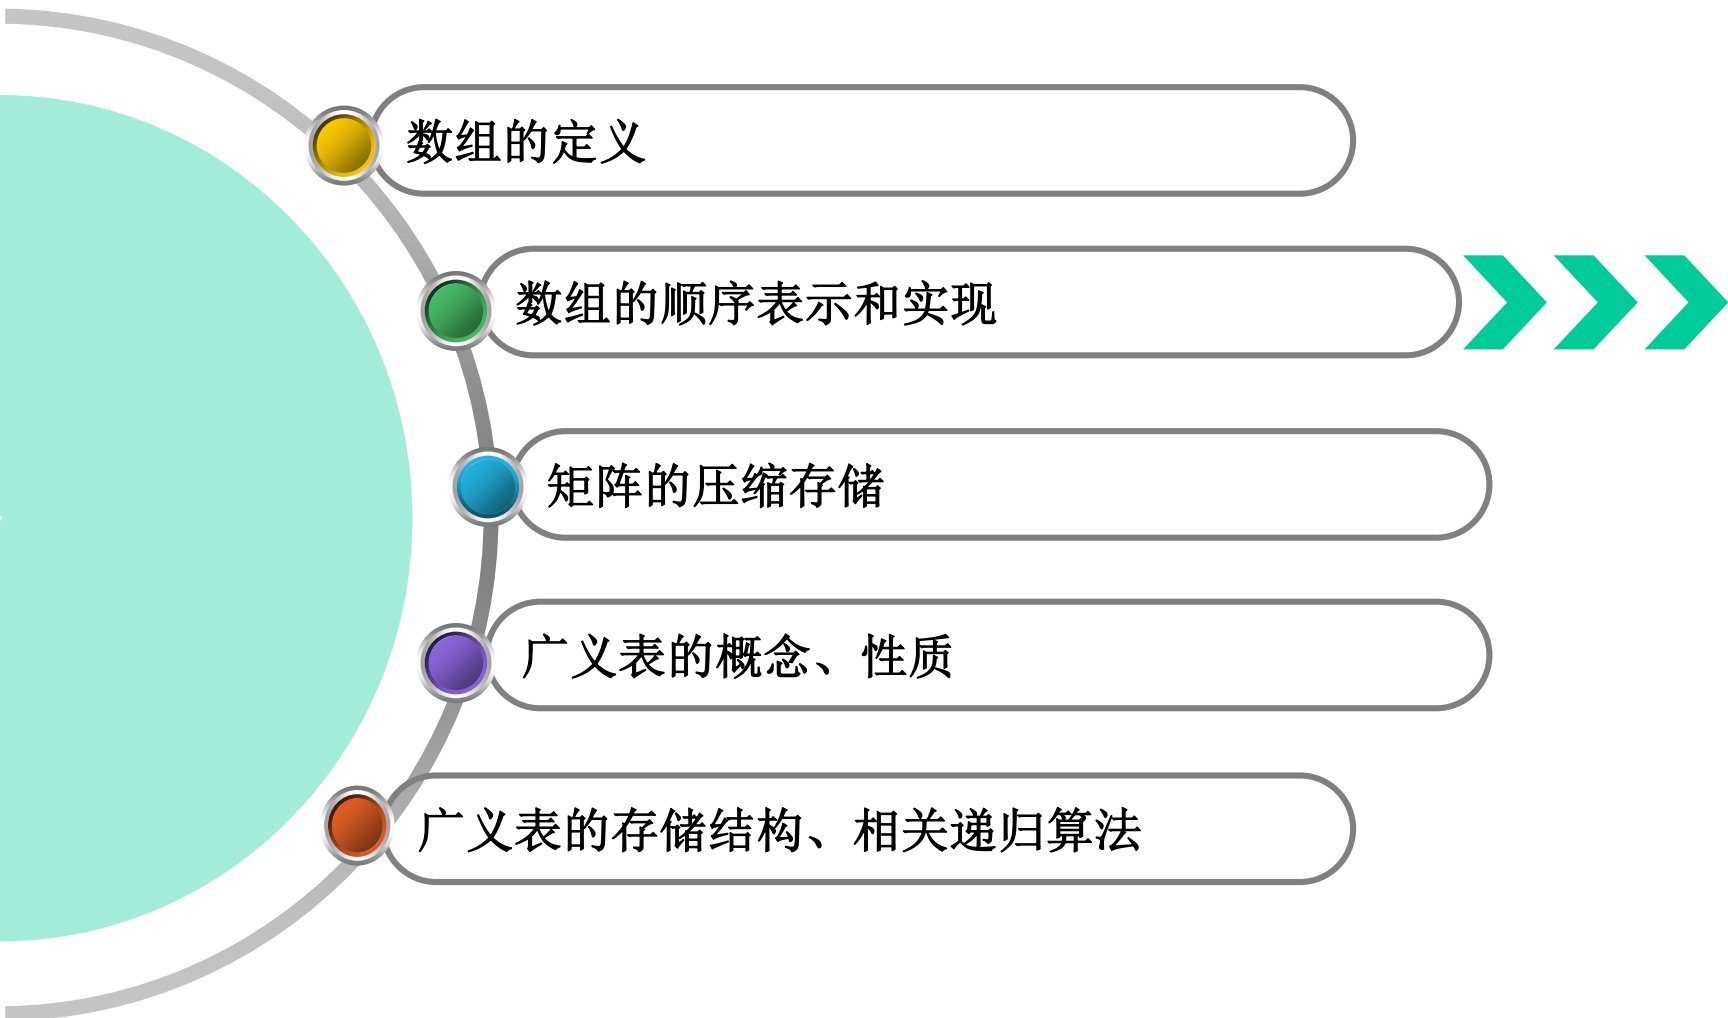 数组的定义
数组的顺序表示和实现
矩阵的压缩存储
广义表的概念、性质
广义表的存储结构、相关递归算法